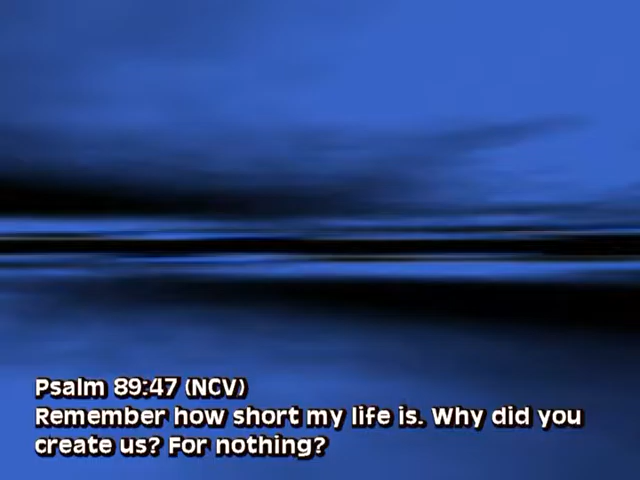 Psalm 89:47 (NCV)
Remember how short my life is. Why did you
create us? For nothing?